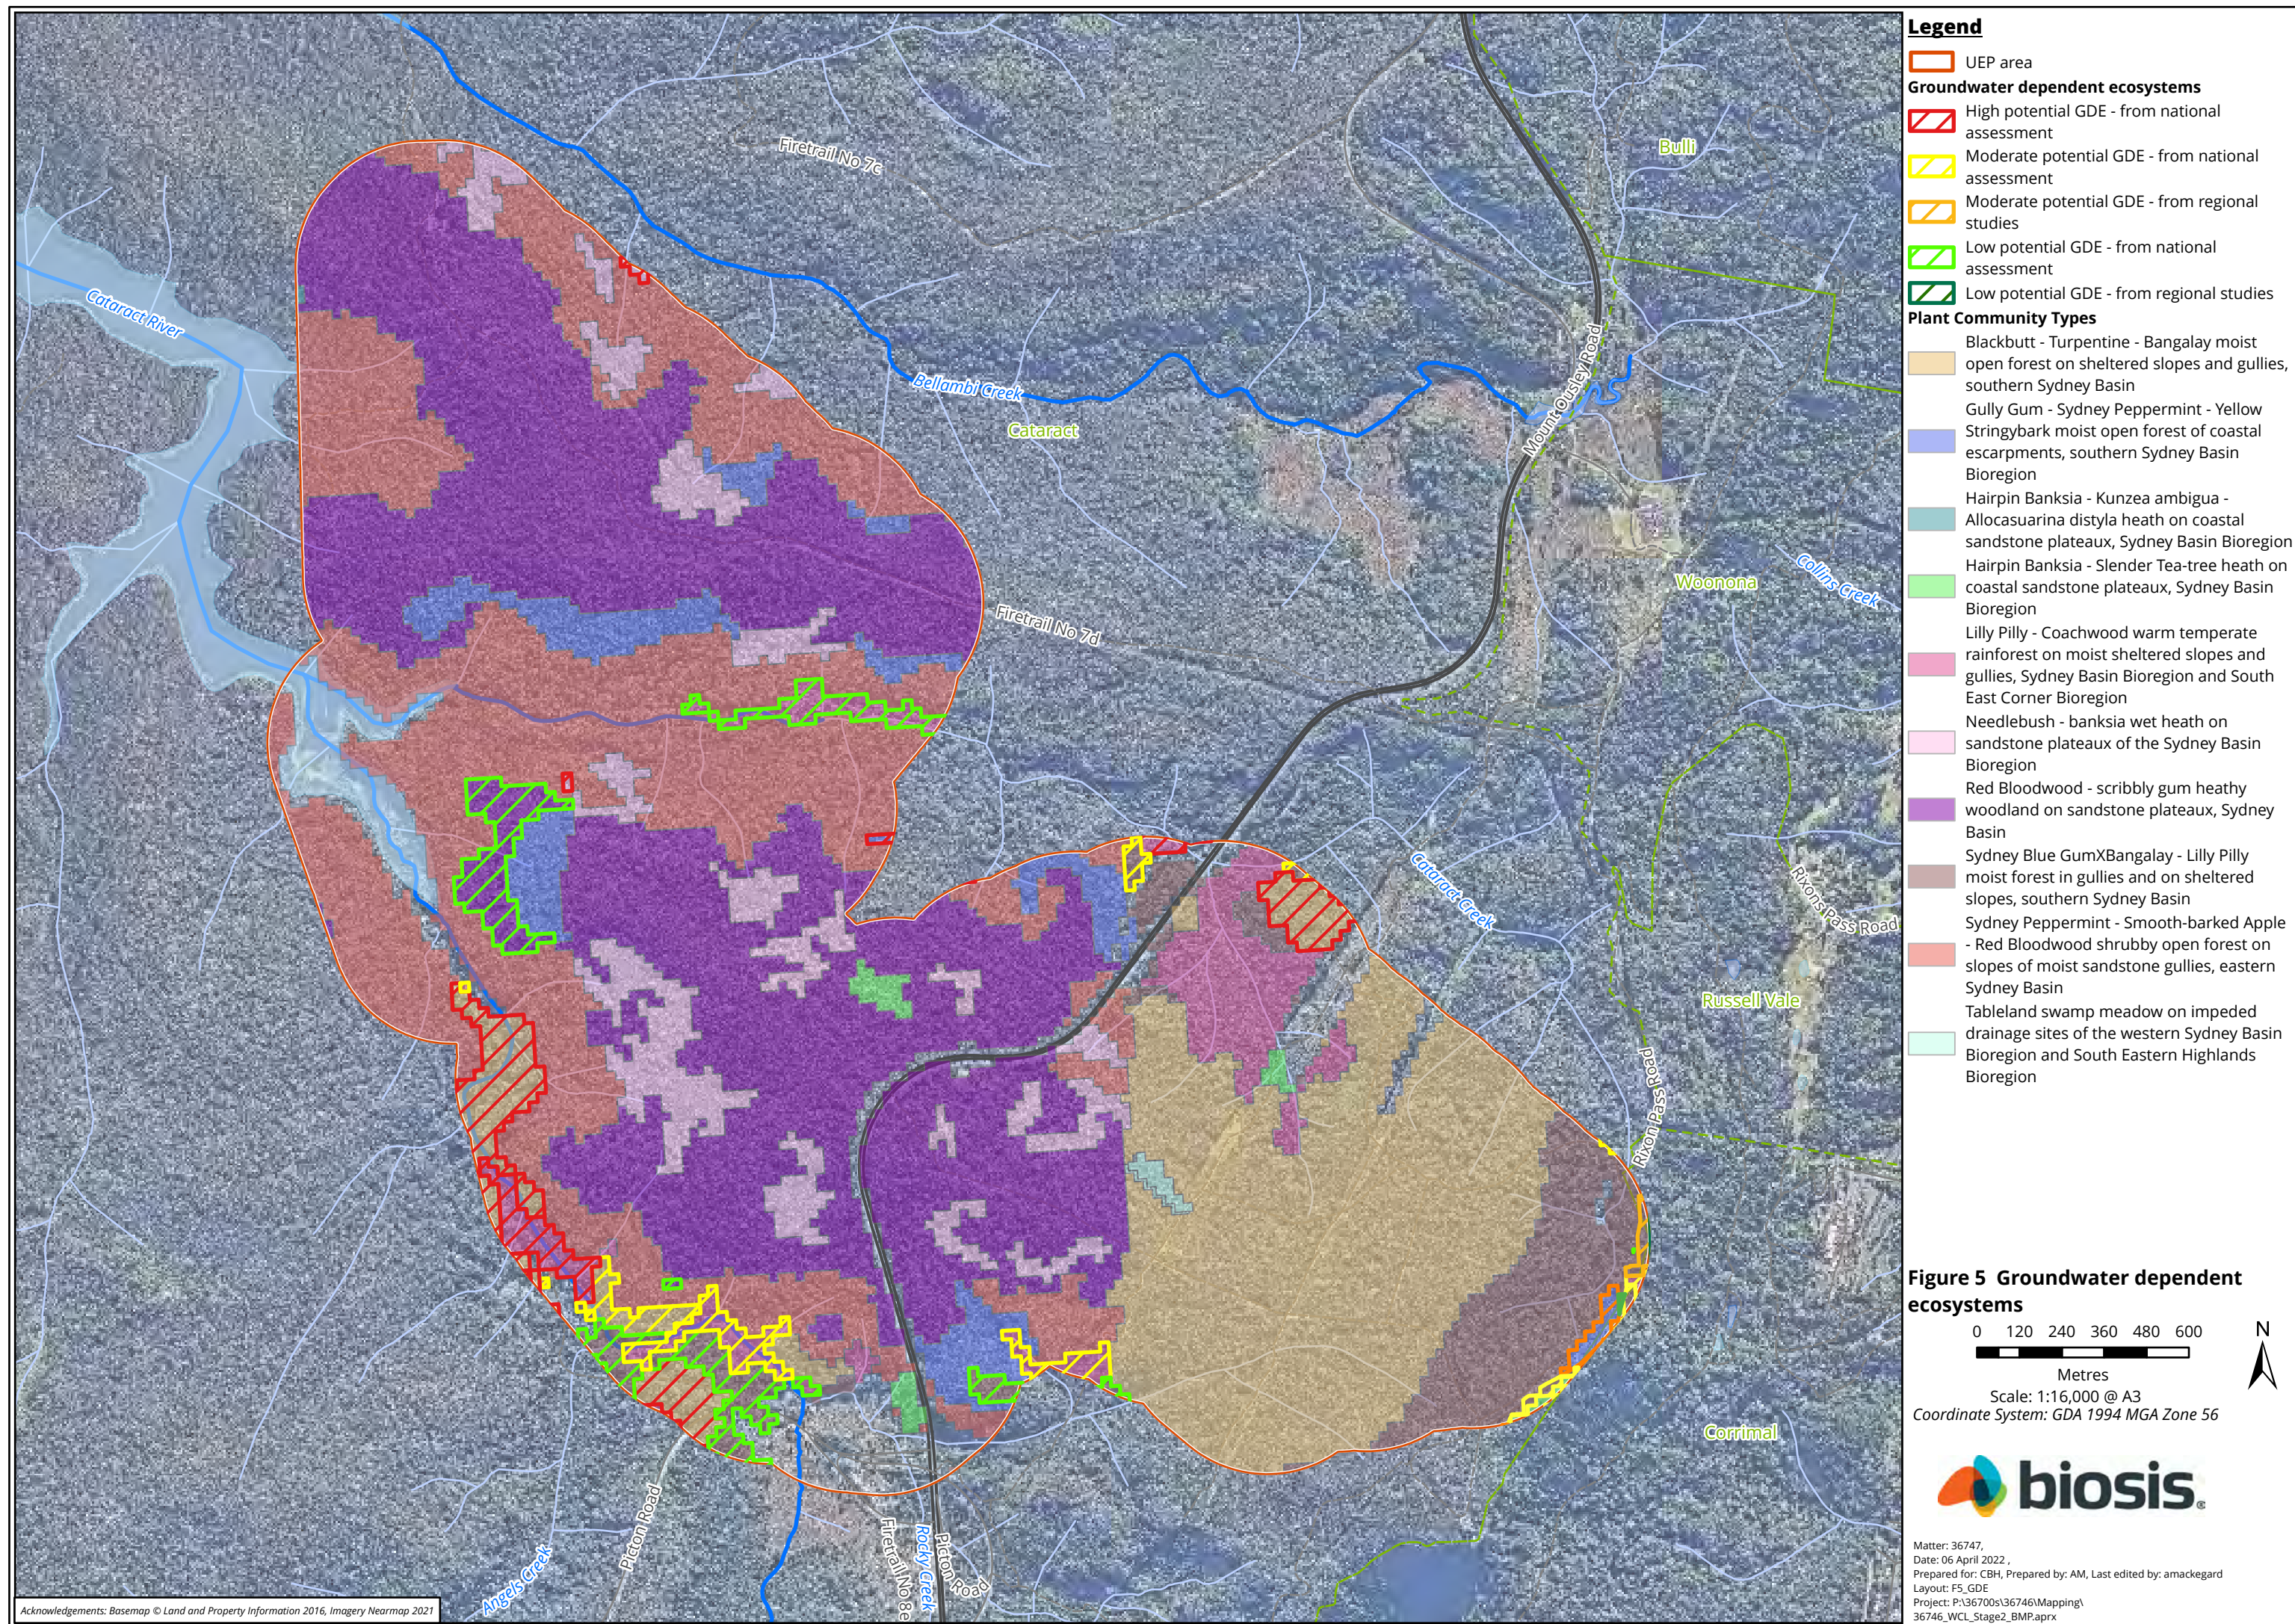 Firetrail No 7c
Bulli
Cataract River
Mount Ousley Road
Bellambi Creek
Cataract
Collins Creek
Woonona
Firetrail No 7d
Cataract Creek
Rixons Pass Road
Russell Vale
Rixon Pass Road
Corrimal
Picton Road
Angels Creek
Firetrail No 8e
Rocky Creek
Picton Road
Acknowledgements: Basemap © Land and Property Information 2016, Imagery Nearmap 2021
Legend
UEP area
Groundwater dependent ecosystems
High potential GDE - from national
assessment
Moderate potential GDE - from national
assessment
Moderate potential GDE - from regional
studies
Low potential GDE - from national
assessment
Low potential GDE - from regional studies
Plant Community Types
Blackbutt - Turpentine - Bangalay moist
open forest on sheltered slopes and gullies,
southern Sydney Basin
Gully Gum - Sydney Peppermint - Yellow
Stringybark moist open forest of coastal
escarpments, southern Sydney Basin
Bioregion
Hairpin Banksia - Kunzea ambigua -
Allocasuarina distyla heath on coastal
sandstone plateaux, Sydney Basin Bioregion
Hairpin Banksia - Slender Tea-tree heath on
coastal sandstone plateaux, Sydney Basin
Bioregion
Lilly Pilly - Coachwood warm temperate
rainforest on moist sheltered slopes and
gullies, Sydney Basin Bioregion and South
East Corner Bioregion
Needlebush - banksia wet heath on
sandstone plateaux of the Sydney Basin
Bioregion
Red Bloodwood - scribbly gum heathy
woodland on sandstone plateaux, Sydney
Basin
Sydney Blue GumXBangalay - Lilly Pilly
moist forest in gullies and on sheltered
slopes, southern Sydney Basin
Sydney Peppermint - Smooth-barked Apple
- Red Bloodwood shrubby open forest on
slopes of moist sandstone gullies, eastern
Sydney Basin
Tableland swamp meadow on impeded
drainage sites of the western Sydney Basin
Bioregion and South Eastern Highlands
Bioregion
Figure 5 Groundwater dependent
ecosystems
0 120 240 360 480 600
N
Metres
Scale: 1:16,000 @ A3
Coordinate System: GDA 1994 MGA Zone 56
biosis®
Matter: 36747,
Date: 06 April 2022 ,
Prepared for: CBH, Prepared by: AM, Last edited by: amackegard
Layout: F5_GDE
Project: P:\36700s\36746\Mapping\
36746_WCL_Stage2_BMP.aprx